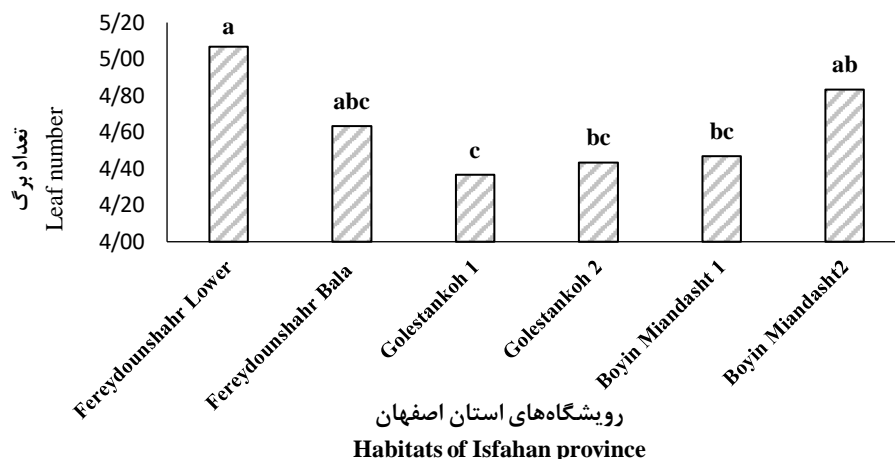 5/20
5/00
4/80
4/60
4/40
4/20
4/00
تعداد برگ
Leaf number
a
abc
c
bc
bc
ab
Fereydounshahr Lower
Fereydounshahr Bala
Golestankoh 1
Golestankoh 2
Boyin Miandasht 1
Boyin Miandasht2
رویشگاه‌های استان اصفهان
Habitats of Isfahan province